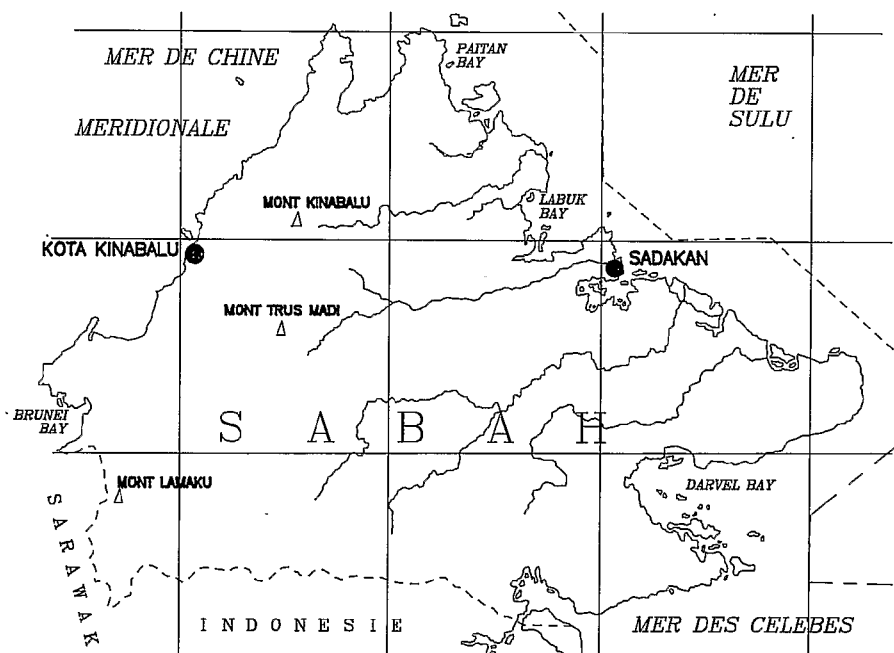 MER DE CHINE
MERIDIONALE
PAITAN
BAY
MER
DE
SULU
MONT KINABALU
LABUK
BAY
KOTA KINABALU
SADAKAN
MONT TRUS MADI
BRUNEI
BAY
SABAH
MONT LAMAKU
DARVEL BAY
SARAWAK
INDONESIE
MER DES CELEBES